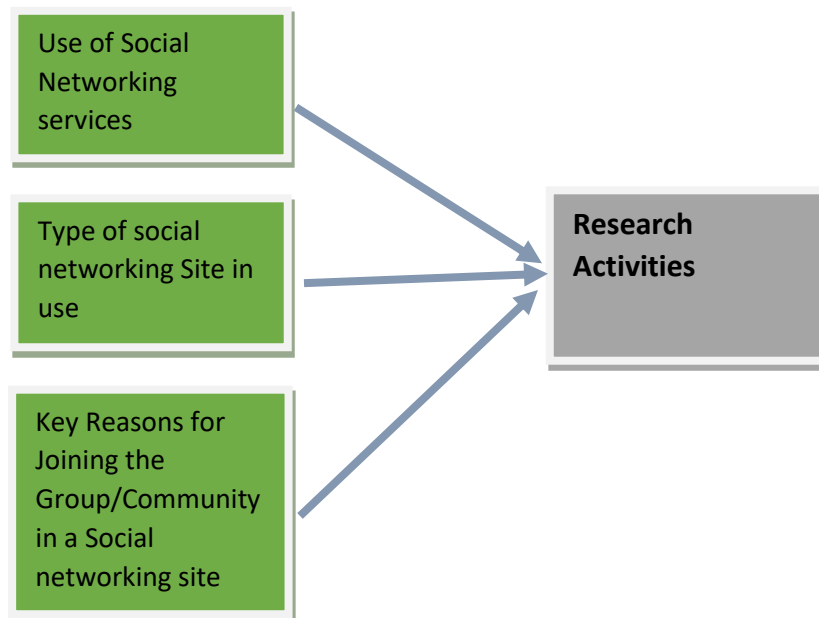 Use of Social
Networking
services
Type of social
networking Site in
use
Key Reasons for
Joining the
Group/Community
in a Social
networking site
Research
Activities